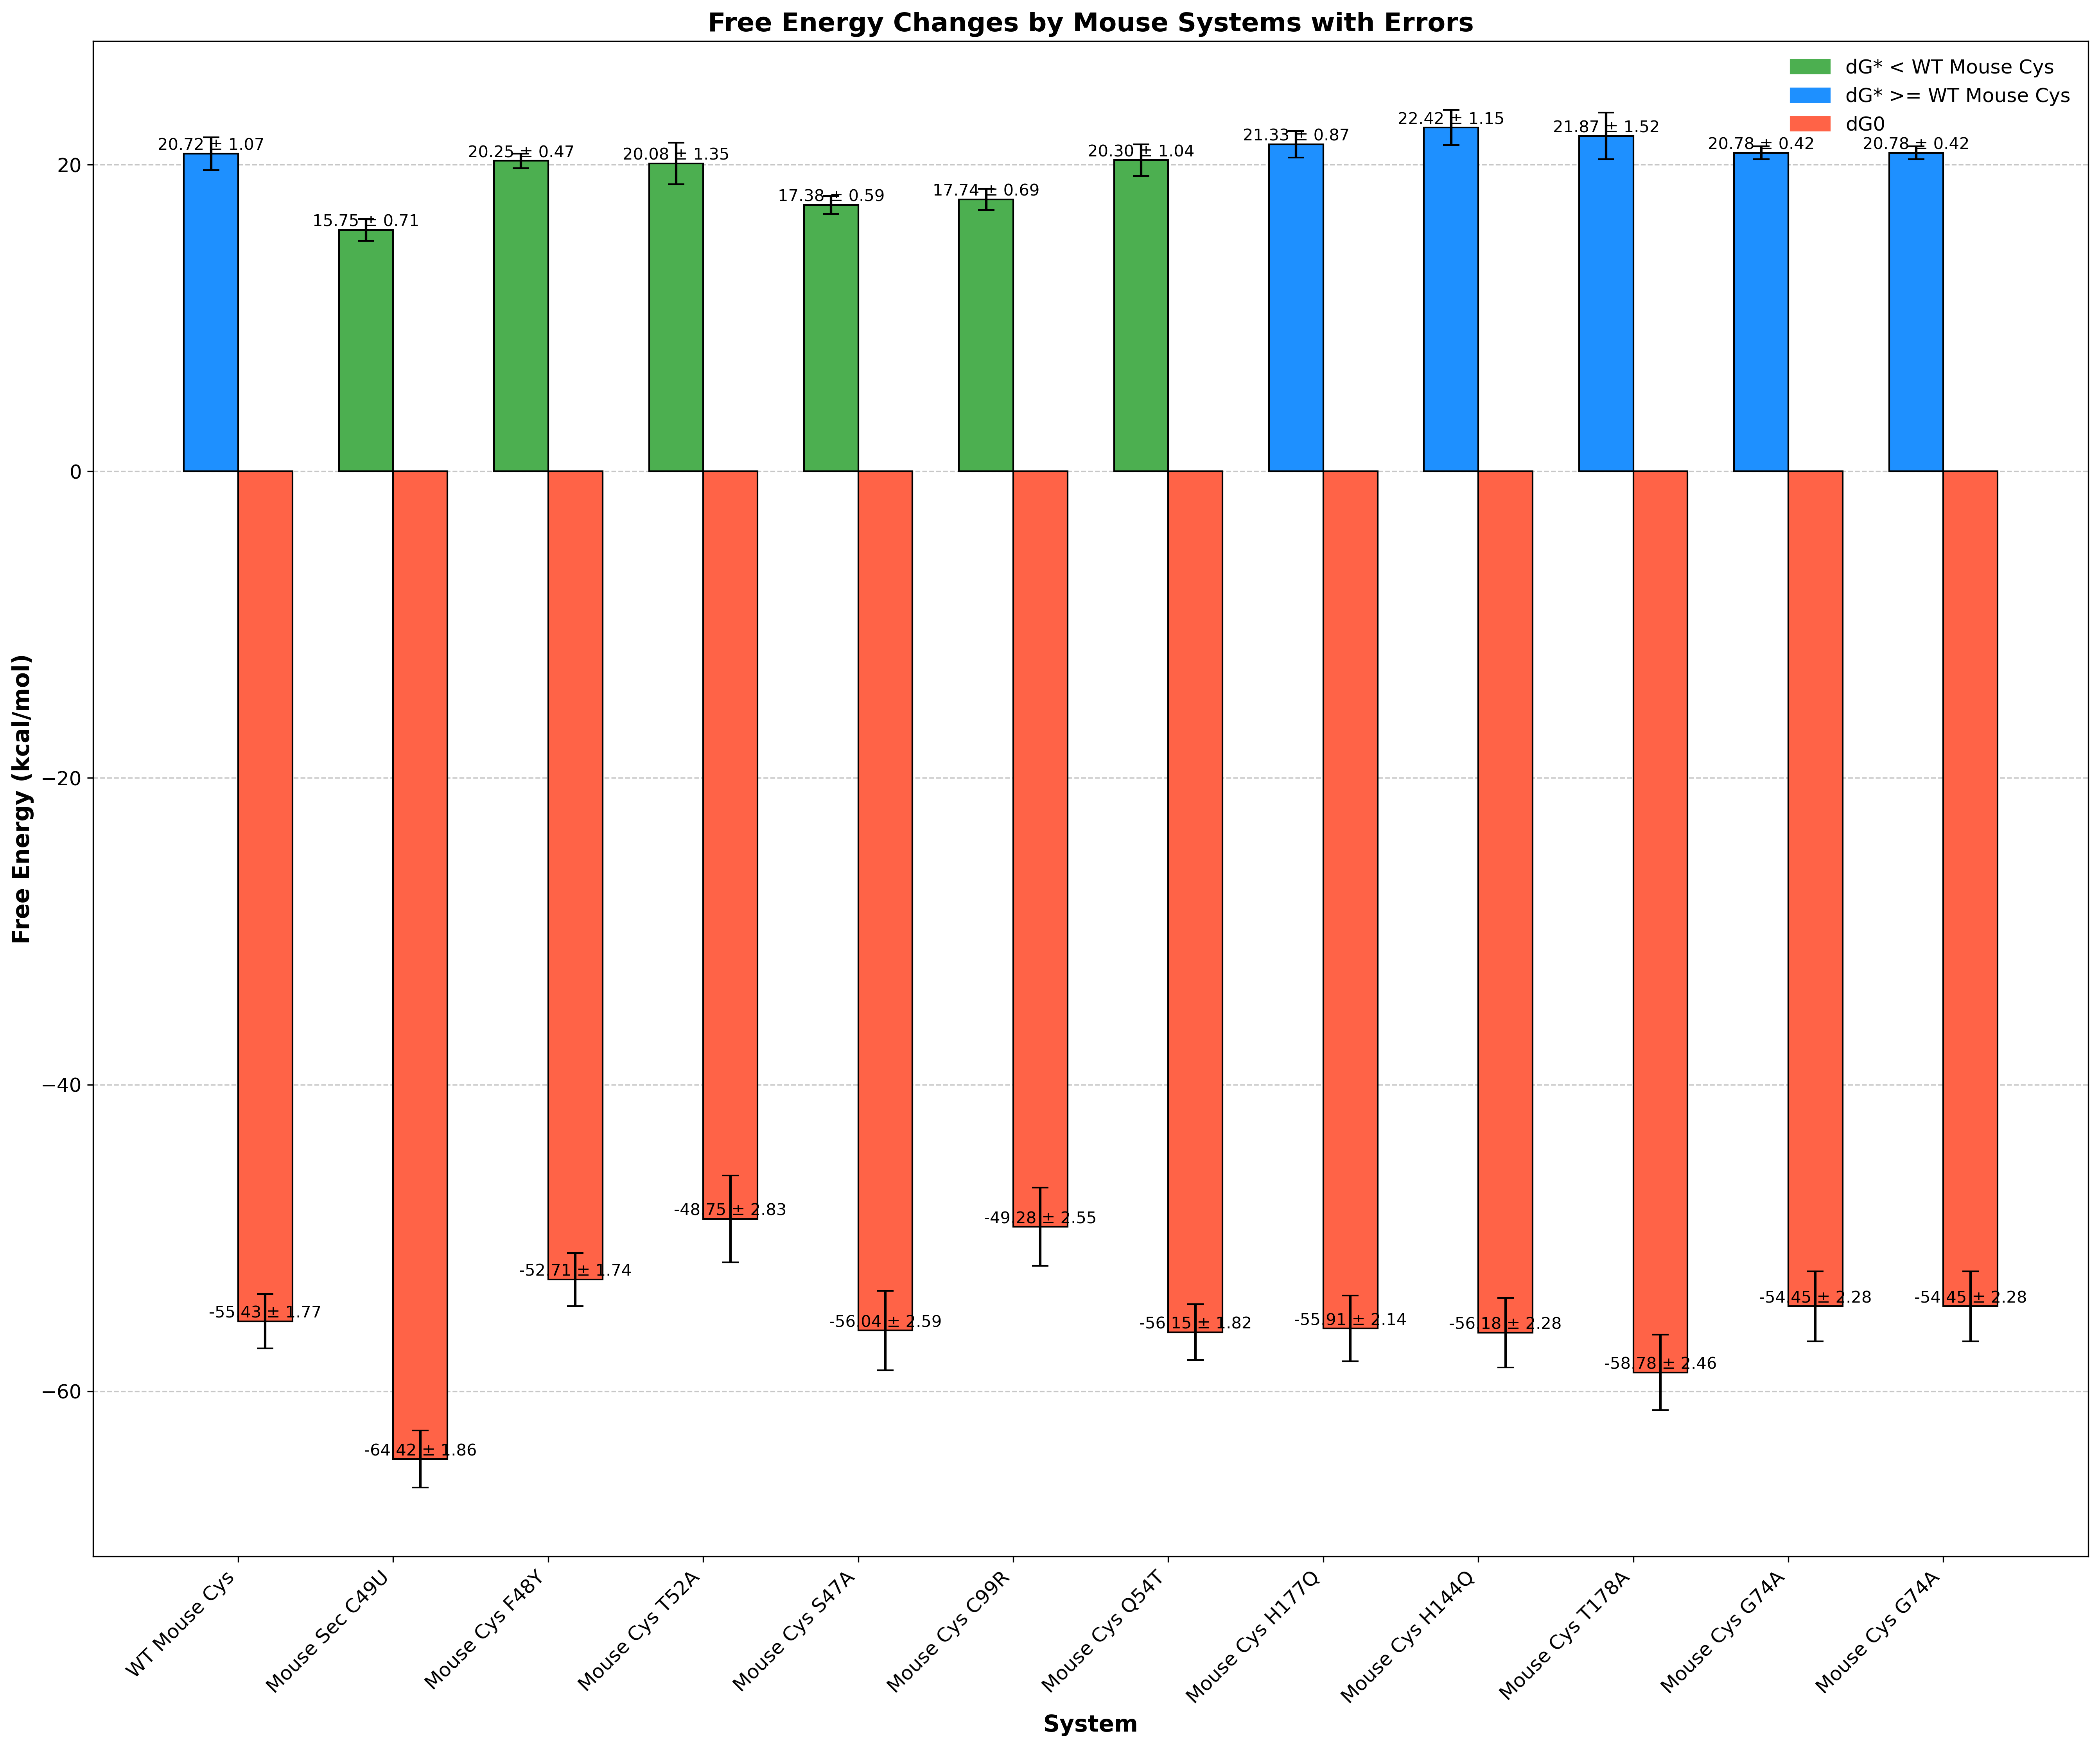 Free Energy Changes by Mouse Systems with Errors
dG* < WT Mouse Cys
dG* >= WT Mouse Cys
dG0
20.72 ± 1.07
15.75 ± 0.71
20.25 ± 0.47
20.08 ± 1.35
17.38 ± 0.59
17.74 ± 0.69
20.30 ± 1.04
21.33 ± 0.87
22.42 ± 1.15
21.87 ± 1.52
20.78 ± 0.42
20.78 ± 0.42
20
0
−20
−40
−60
Free Energy (kcal/mol)
-55.43 ± 1.77
-64.42 ± 1.86
-52.71 ± 1.74
-48.75 ± 2.83
-56.04 ± 2.59
-49.28 ± 2.55
-56.15 ± 1.82
-55.91 ± 2.14
-56.18 ± 2.28
-58.78 ± 2.46
-54.45 ± 2.28
-54.45 ± 2.28
WT Mouse Cys
Mouse Sec C49U
Mouse Cys F48Y
Mouse Cys T52A
Mouse Cys S47A
Mouse Cys C99R
Mouse Cys Q54T
Mouse Cys H177Q
Mouse Cys H144Q
Mouse Cys T178A
Mouse Cys G74A
Mouse Cys G74A
System